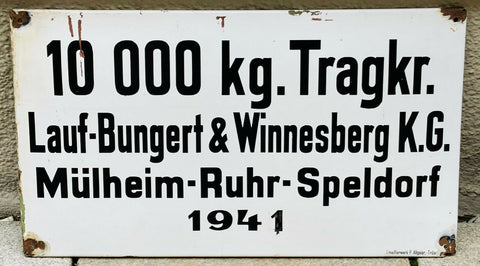 10 000 kg. Tragkr.
Lauf-Bungert & Winnesberg K.G.
Mülheim-Ruhr-Speldorf
1941